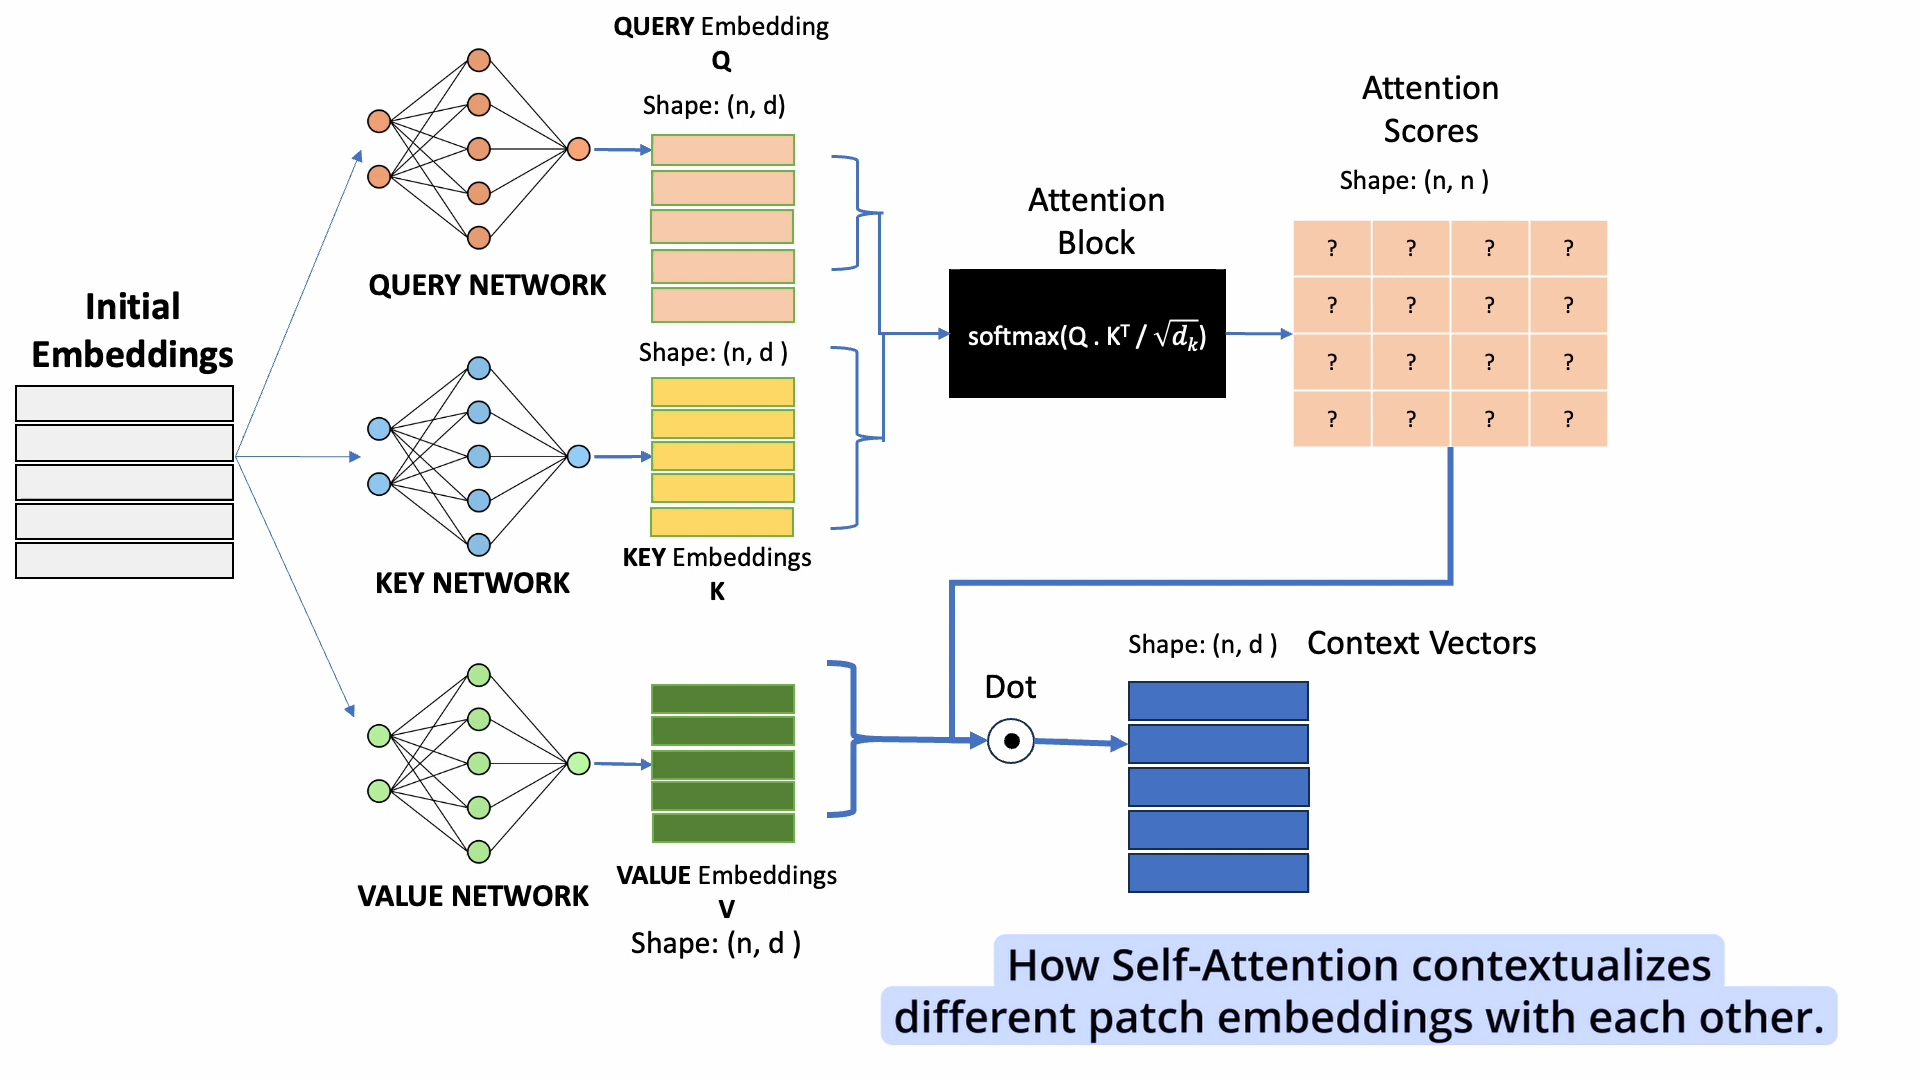 QUERY Embedding
Q
Shape: (n, d)
QUERY NETWORK
Initial
Embeddings
Shape: (n, d )
KEY Embeddings
K
KEY NETWORK
VALUE NETWORK
VALUE Embeddings
V
Shape: (n, d )
Attention
Block
softmax(Q . Kᵀ / √dₖ)
Attention
Scores
Shape: (n, n )
? ? ? ?
? ? ? ?
? ? ? ?
? ? ? ?
Dot
Shape: (n, d ) Context Vectors
How Self-Attention contextualizes
different patch embeddings with each other.